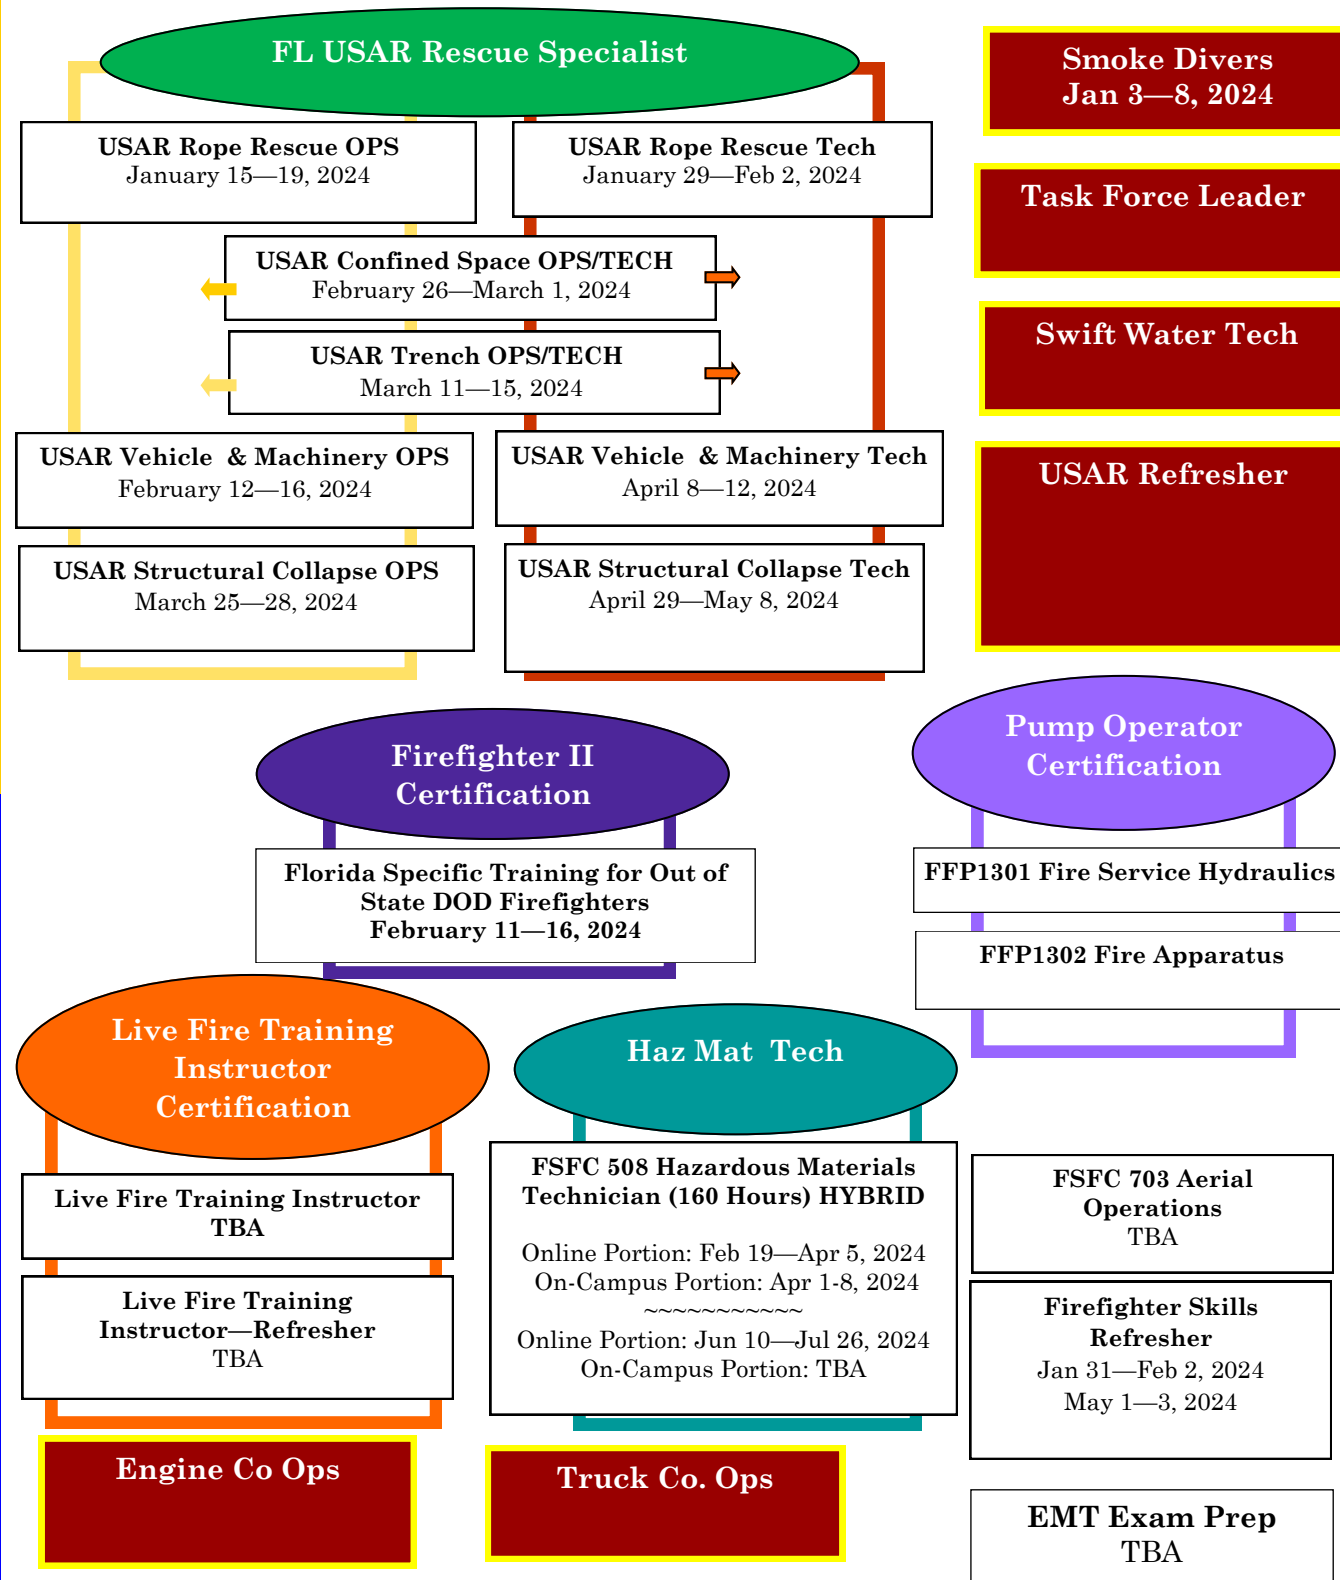 FL USAR Rescue Specialist
USAR Rope Rescue OPS
January 15—19, 2024
USAR Rope Rescue Tech
January 29—Feb 2, 2024
USAR Confined Space OPS/TECH
February 26—March 1, 2024
USAR Trench OPS/TECH
March 11—15, 2024
USAR Vehicle & Machinery OPS
February 12—16, 2024
USAR Vehicle & Machinery Tech
April 8—12, 2024
USAR Structural Collapse OPS
March 25—28, 2024
USAR Structural Collapse Tech
April 29—May 8, 2024
Smoke Divers
Jan 3—8, 2024
Task Force Leader
Swift Water Tech
USAR Refresher
Firefighter II
Certification
Florida Specific Training for Out of
State DOD Firefighters
February 11—16, 2024
Pump Operator
Certification
FFP1301 Fire Service Hydraulics
FFP1302 Fire Apparatus
Live Fire Training
Instructor
Certification
Live Fire Training Instructor
TBA
Live Fire Training
Instructor—Refresher
TBA
Haz Mat Tech
FSFC 508 Hazardous Materials
Technician (160 Hours) HYBRID
Online Portion: Feb 19—Apr 5, 2024
On-Campus Portion: Apr 1-8, 2024
~~~~~~~~~~~
Online Portion: Jun 10—Jul 26, 2024
On-Campus Portion: TBA
FSFC 703 Aerial
Operations
TBA
Firefighter Skills
Refresher
Jan 31—Feb 2, 2024
May 1—3, 2024
Engine Co Ops
Truck Co. Ops
EMT Exam Prep
TBA